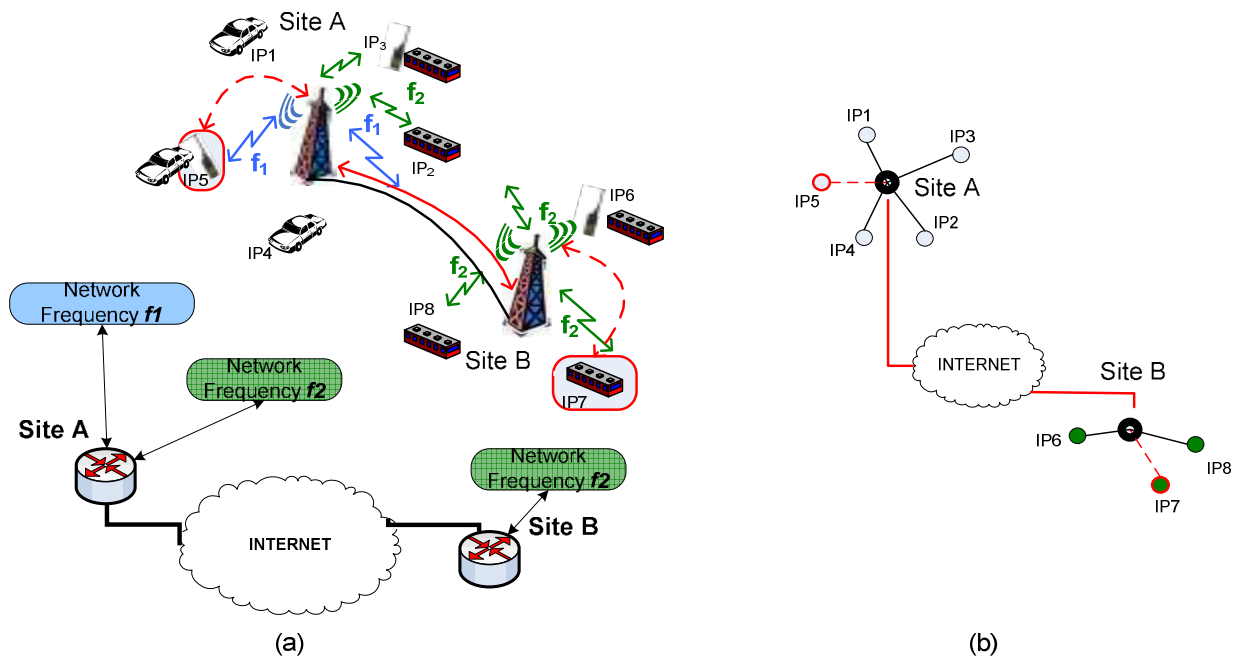 Site A
IP1
IP3
f2
f1
IP2
f1
IP5
IP4
IP6
f2
f2
f2
IP8
Site B
IP7
Network
Frequency f1
Network
Frequency f2
Site A
INTERNET
Network
Frequency f2
Site B
(a)
IP1
IP3
IP5
Site A
IP4
IP2
INTERNET
Site B
IP6
IP8
IP7
(b)